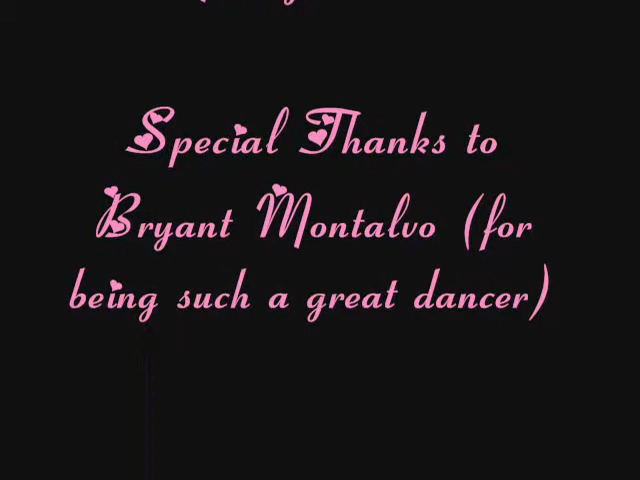 Special Thanks to
Bryant Montalvo (for
being such a great dancer)